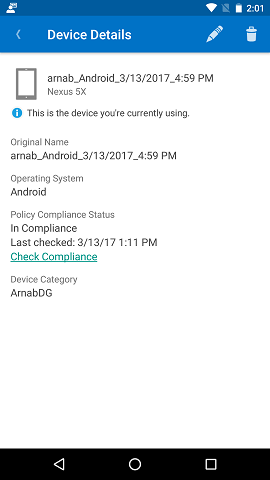 2:01
Device Details
arnab_Android_3/13/2017_4:59 PM
Nexus 5X
This is the device you're currently using.
Original Name
arnab_Android_3/13/2017_4:59 PM
Operating System
Android
Policy Compliance Status
In Compliance
Last checked: 3/13/17 1:11 PM
Check Compliance
Device Category
ArnabDG